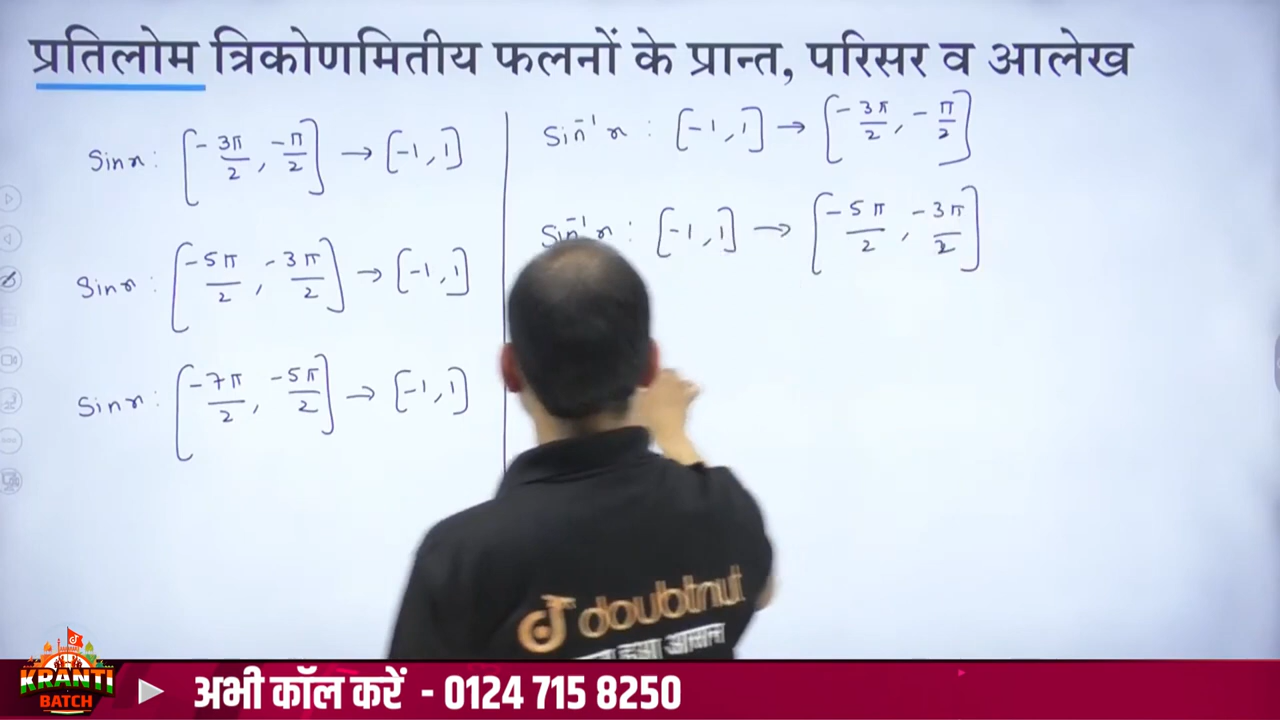 प्रतिलोम त्रिकोणमितीय फलनों के प्रान्त, परिसर व आलेख
Sin x : [-3π/2, -π/2] → [-1, 1]
Sin x : [-5π/2, -3π/2] → [-1, 1]
Sin x : [-7π/2, -5π/2] → [-1, 1]
Sin⁻¹x : [-1, 1] → [-3π/2, -π/2]
Sin⁻¹x : [-1, 1] → [-5π/2, -3π/2]
doubtnut
हुआ आसान
KRANTI
BATCH
अभी कॉल करें - 0124 715 8250